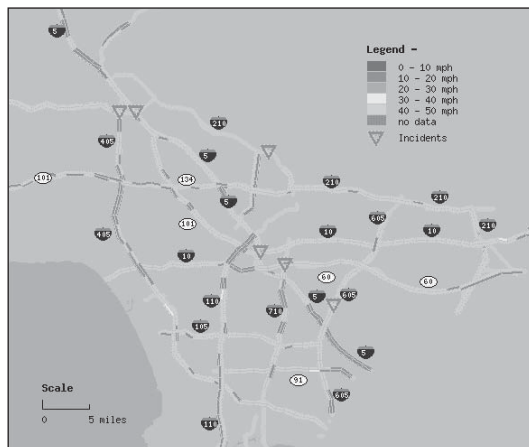 5
Legend –
0 – 10 mph
10 – 20 mph
20 – 30 mph
30 – 40 mph
40 – 50 mph
no data
Incidents
210
405
5
101
134
210
5
210
605
101
210
405
10
10
10
60
60
110
710
5
605
105
5
91
605
110
Scale
0 5 miles